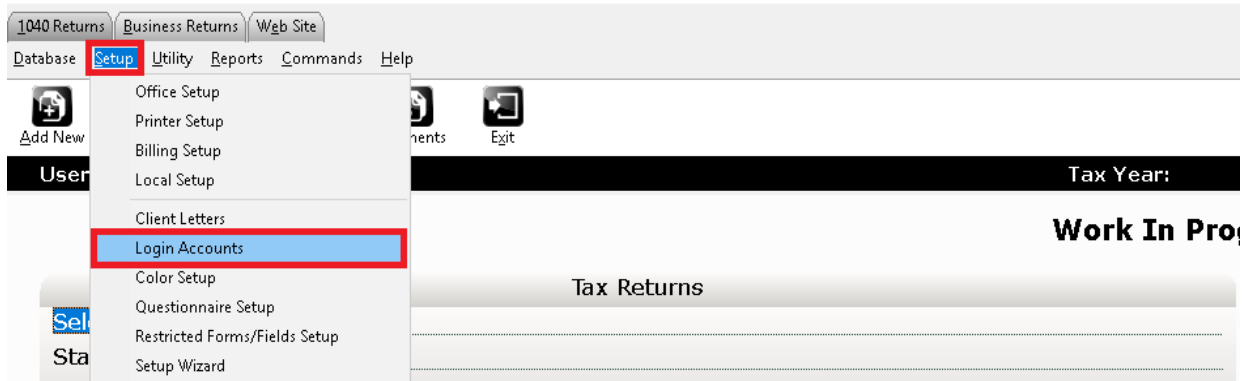 1040 Returns Business Returns Web Site
Database Setup Utility Reports Commands Help
Office Setup
Printer Setup
Add New Exit
Billing Setup
User Local Setup Tax Year:
Client Letters
Work In
Login Accounts
Color Setup
Tax Returns
Questionnaire Setup
Restricted Forms/Fields Setup
Setup Wizard